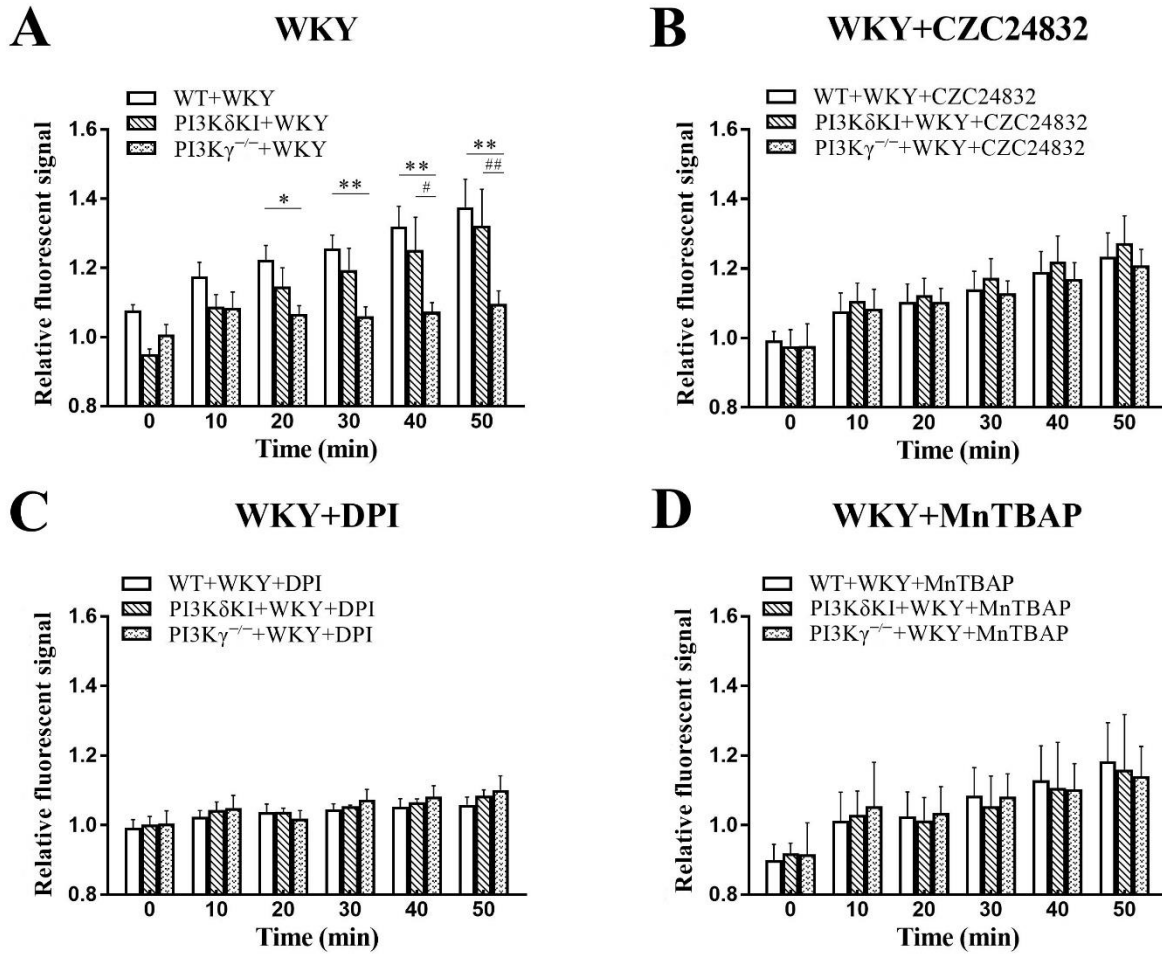 A
WKY
WT+WKY
PI3KδKI+WKY
PI3Kγ⁻/⁻+WKY
Relative fluorescent signal
1.6
1.4
1.2
1.0
0.8
*
**
**
#
**
##
0 10 20 30 40 50
Time (min)
B
WKY+CZC24832
WT+WKY+CZC24832
PI3KδKI+WKY+CZC24832
PI3Kγ⁻/⁻+WKY+CZC24832
Relative fluorescent signal
1.6
1.4
1.2
1.0
0.8
0 10 20 30 40 50
Time (min)
C
WKY+DPI
WT+WKY+DPI
PI3KδKI+WKY+DPI
PI3Kγ⁻/⁻+WKY+DPI
Relative fluorescent signal
1.6
1.4
1.2
1.0
0.8
0 10 20 30 40 50
Time (min)
D
WKY+MnTBAP
WT+WKY+MnTBAP
PI3KδKI+WKY+MnTBAP
PI3Kγ⁻/⁻+WKY+MnTBAP
Relative fluorescent signal
1.6
1.4
1.2
1.0
0.8
0 10 20 30 40 50
Time (min)